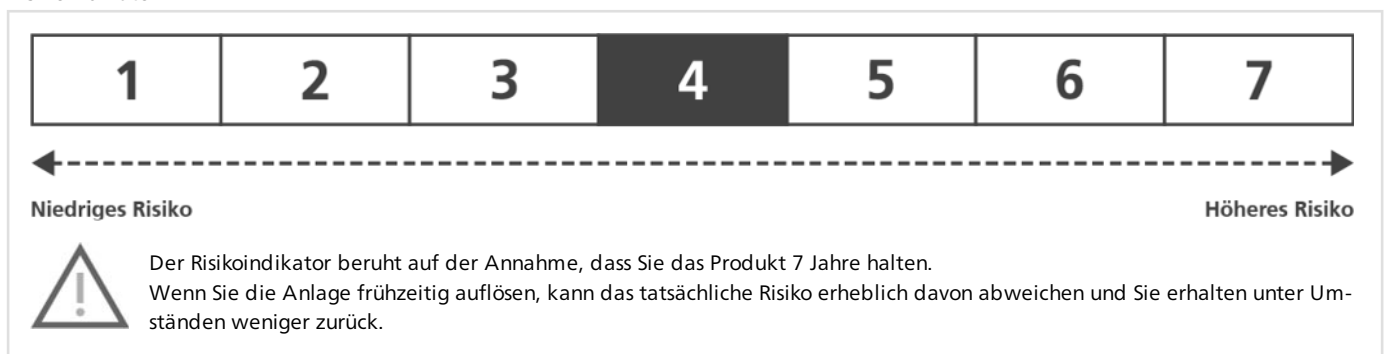 1 2 3 4 5 6 7
Niedriges Risiko Höheres Risiko
Der Risikoindikator beruht auf der Annahme, dass Sie das Produkt 7 Jahre halten.
Wenn Sie die Anlage frühzeitig auflösen, kann das tatsächliche Risiko erheblich davon abweichen und Sie erhalten unter Um-
ständen weniger zurück.